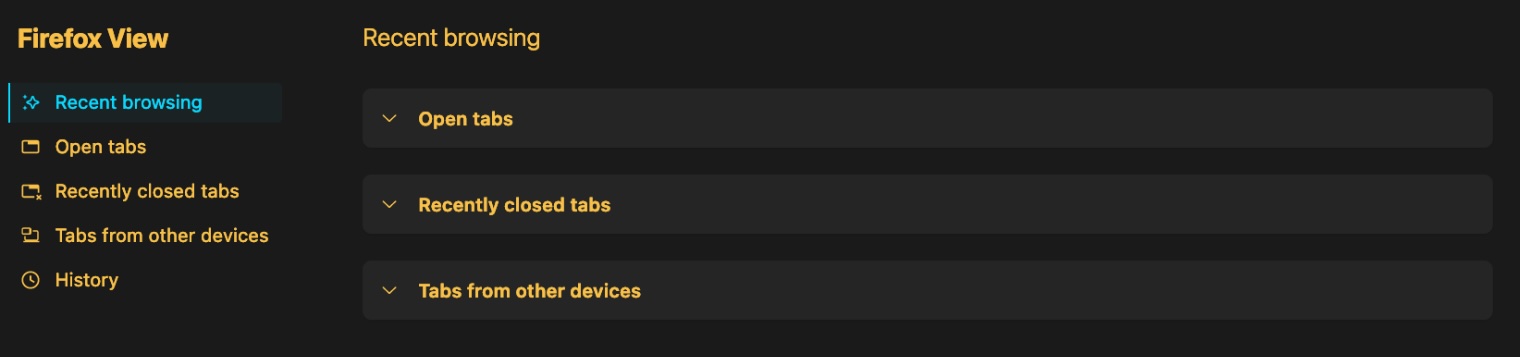 Firefox View
Recent browsing
Open tabs
Recently closed tabs
Tabs from other devices
History
Recent browsing
Open tabs
Recently closed tabs
Tabs from other devices